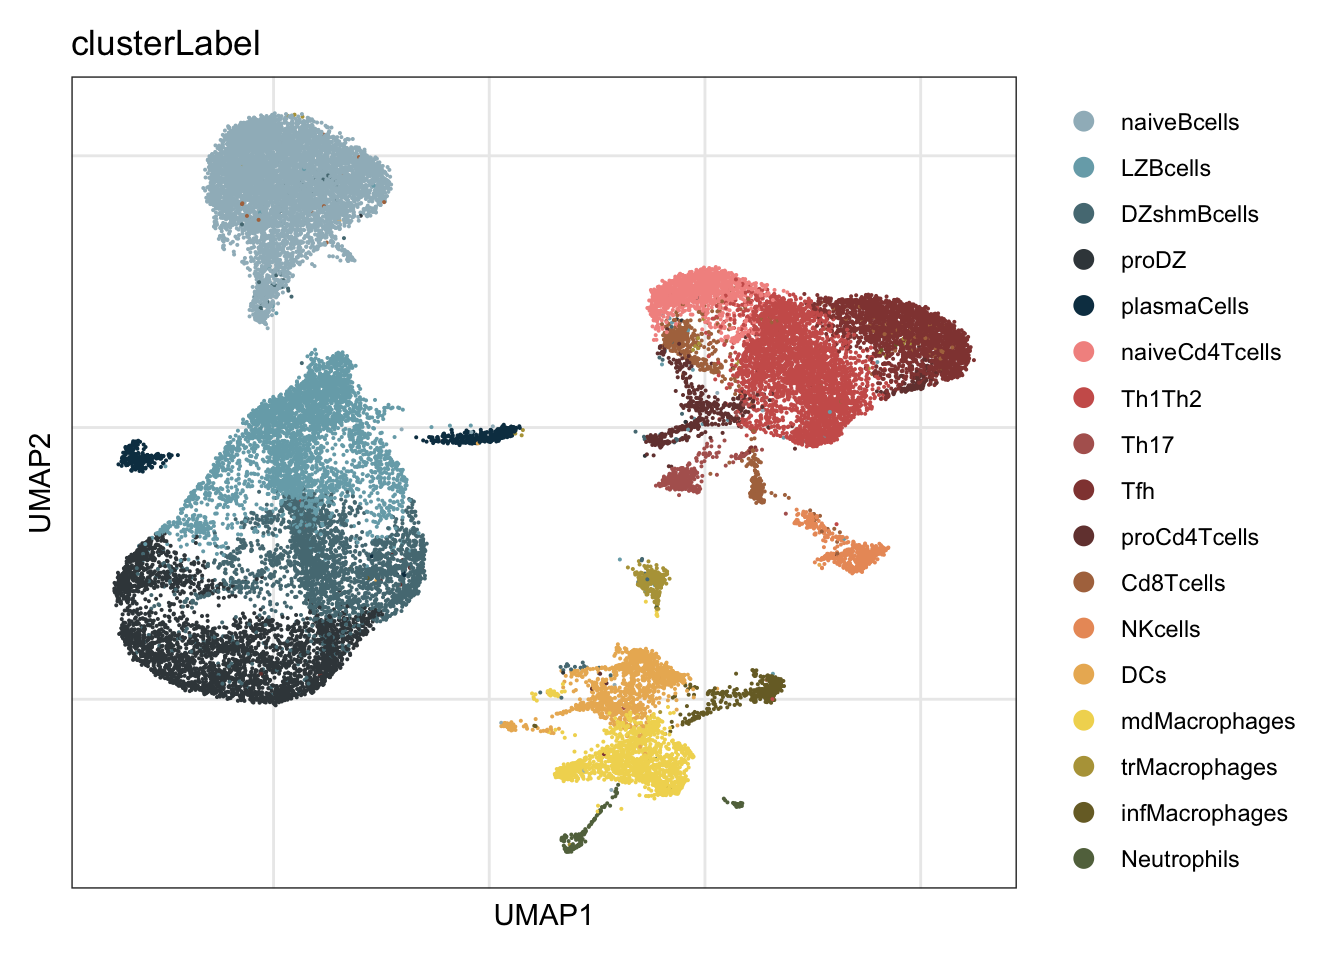 clusterLabel
UMAP2
UMAP1
naiveBcells
LZBcells
DZshmBcells
proDZ
plasmaCells
naiveCd4Tcells
Th1Th2
Th17
Tfh
proCd4Tcells
Cd8Tcells
NKcells
DCs
mdMacrophages
trMacrophages
infMacrophages
Neutrophils